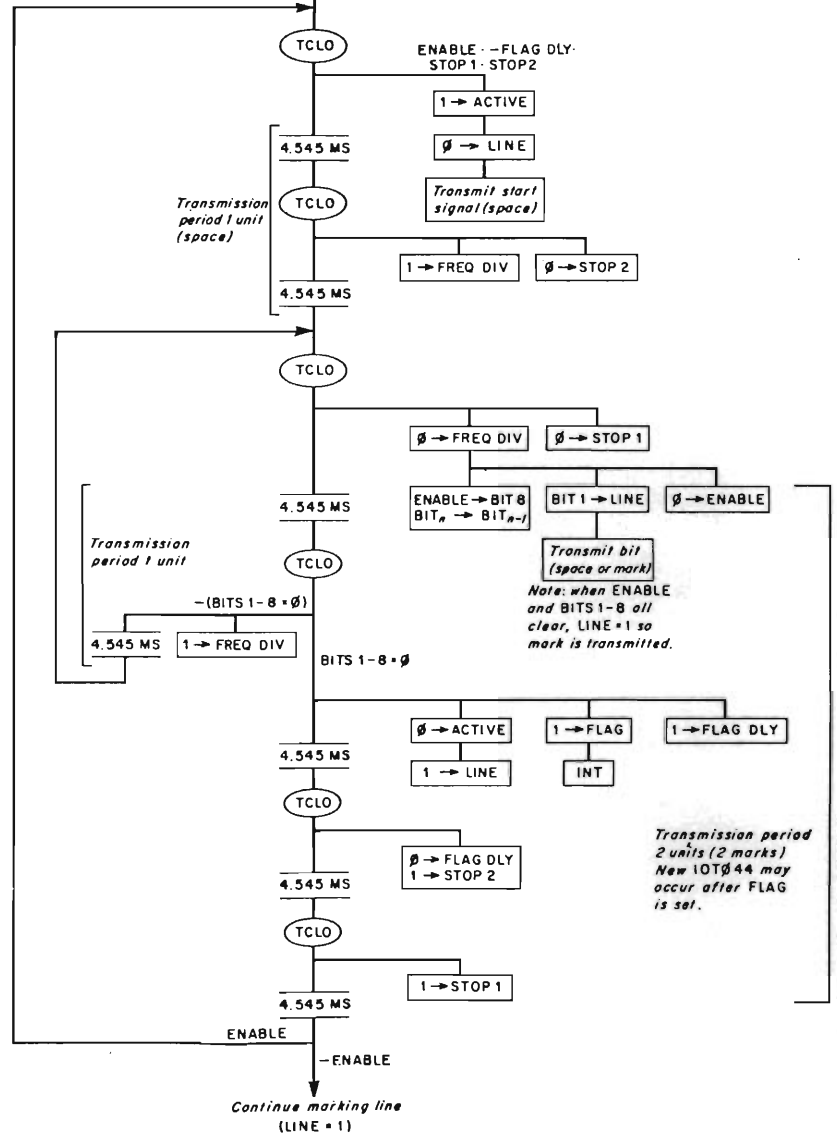 TCLO
ENABLE · –FLAG DLY·
STOP 1 · STOP 2
1 → ACTIVE
4.545 MS
Ø → LINE
Transmission
period 1 unit
(space)
TCLO
Transmit start
signal (space)
1 → FREQ DIV
Ø → STOP 2
4.545 MS
TCLO
Ø → FREQ DIV
Ø → STOP 1
ENABLE → BIT 8
BITn → BITn-1
BIT 1 → LINE
Ø → ENABLE
4.545 MS
Transmission
period 1 unit
TCLO
Transmit bit
(space or mark)
Note: when ENABLE
and BITS 1-8 all
clear, LINE = 1 so
mark is transmitted.
–(BITS 1-8 = Ø)
4.545 MS
1 → FREQ DIV
BITS 1-8 = Ø
Ø → ACTIVE
1 → FLAG
1 → FLAG DLY
4.545 MS
1 → LINE
INT
TCLO
Ø → FLAG DLY
1 → STOP 2
4.545 MS
Transmission period
2 units (2 marks)
New IOTØ44 may
occur after FLAG
is set.
TCLO
1 → STOP 1
4.545 MS
ENABLE
–ENABLE
Continue marking line
(LINE = 1)